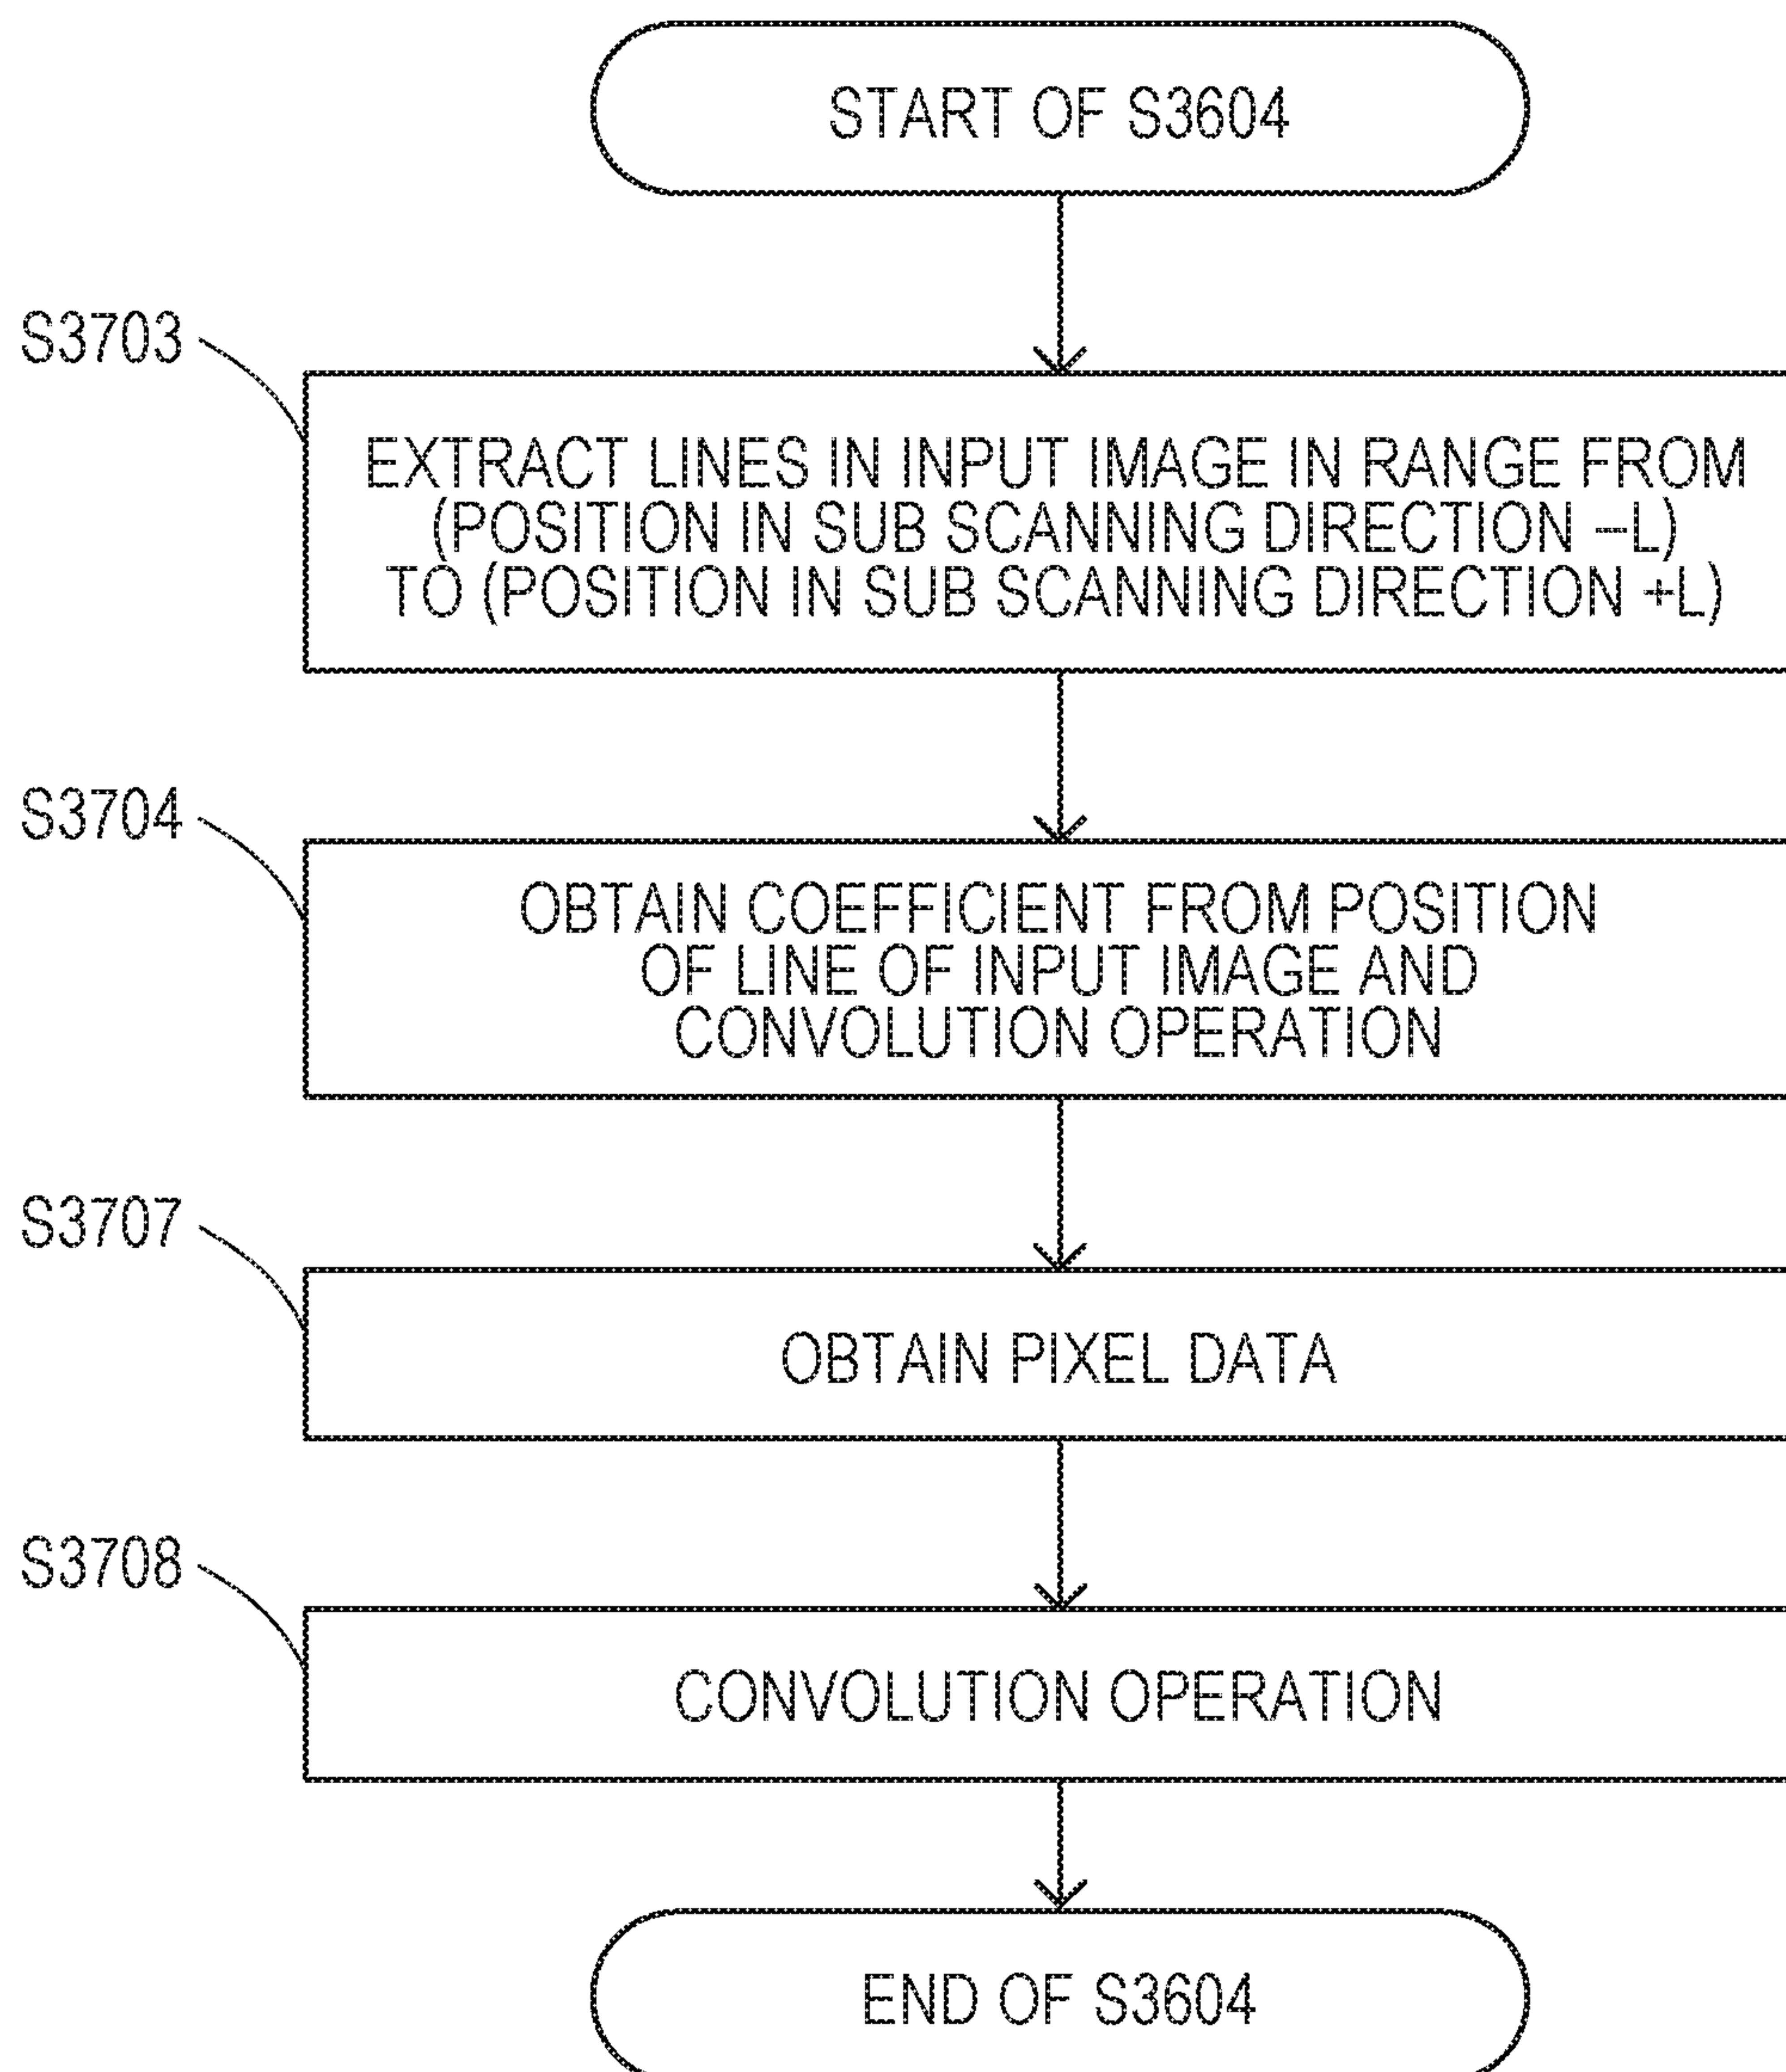 START OF S3604
S3703
EXTRACT LINES IN INPUT IMAGE IN RANGE FROM
(POSITION IN SUB SCANNING DIRECTION –L)
TO (POSITION IN SUB SCANNING DIRECTION +L)
S3704
OBTAIN COEFFICIENT FROM POSITION
OF LINE OF INPUT IMAGE AND
CONVOLUTION OPERATION
S3707
OBTAIN PIXEL DATA
S3708
CONVOLUTION OPERATION
END OF S3604